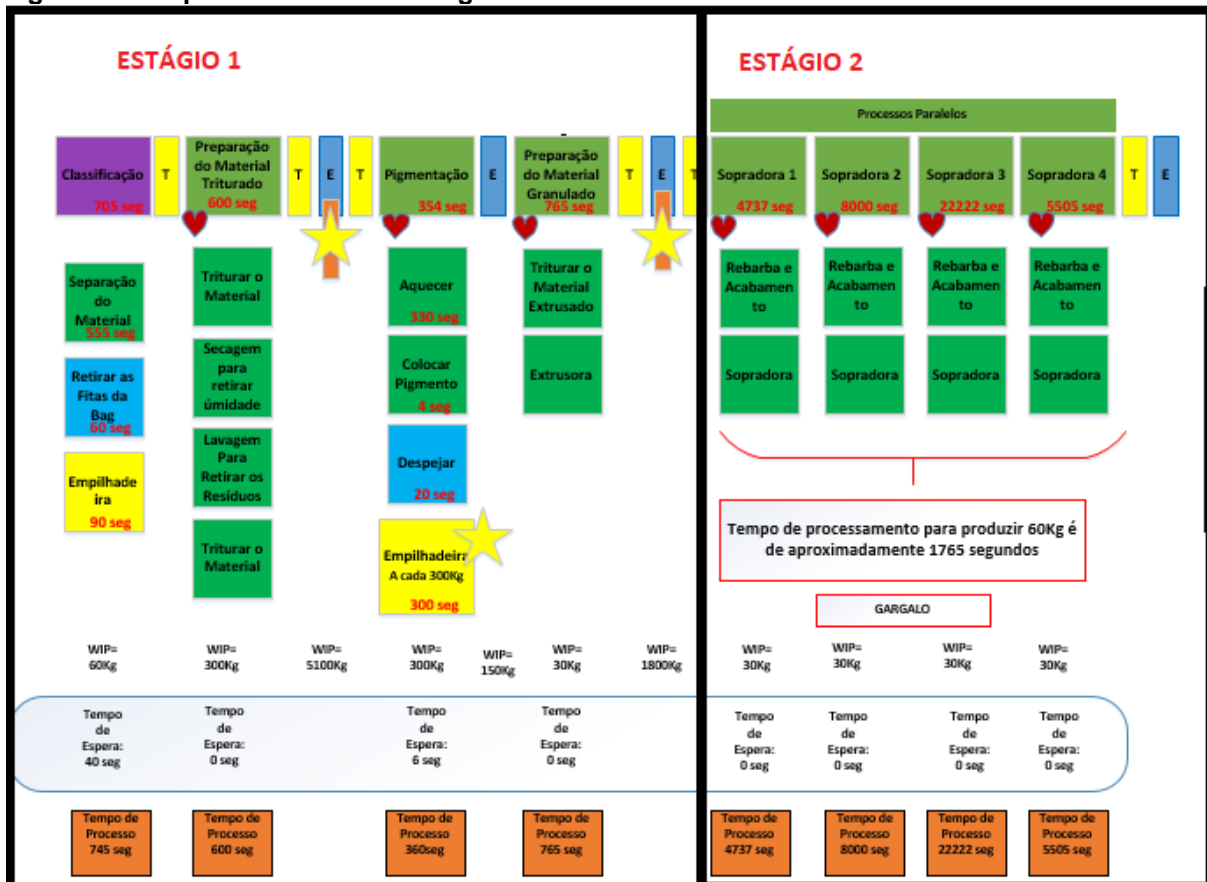 ESTÁGIO 1
ESTÁGIO 2
Processos Paralelos
Classificação
705 seg
T
Preparação
do Material
Triturado
600 seg
T
E
T
Pigmentação
354 seg
E
Preparação
do Material
Granulado
765 seg
T
E
T
Sopradora 1
4737 seg
Sopradora 2
8000 seg
Sopradora 3
22222 seg
Sopradora 4
5505 seg
T
E
Separação
do
Material
555 seg
Retirar as
Fitas da
Bag
60 seg
Empilhade
ira
90 seg
Triturar o
Material
Secagem
para
retirar
úmidade
Lavagem
Para
Retirar os
Resíduos
Triturar o
Material
Aquecer
330 seg
Colocar
Pigmento
4 seg
Despejar
20 seg
Empilhadeira
A cada 300Kg
300 seg
Triturar o
Material
Extrusado
Extrusora
Rebarba e
Acabamen
to
Sopradora
Rebarba e
Acabamen
to
Sopradora
Rebarba e
Acabamen
to
Sopradora
Rebarba e
Acabamen
to
Sopradora
Tempo de processamento para produzir 60Kg é
de aproximadamente 1765 segundos
GARGALO
WIP=
60Kg
WIP=
300Kg
WIP=
5100Kg
WIP=
300Kg
WIP=
150Kg
WIP=
30Kg
WIP=
1800Kg
WIP=
30Kg
WIP=
30Kg
WIP=
30Kg
WIP=
30Kg
Tempo
de
Espera:
40 seg
Tempo
de
Espera:
0 seg
Tempo
de
Espera:
6 seg
Tempo
de
Espera:
0 seg
Tempo
de
Espera:
0 seg
Tempo
de
Espera:
0 seg
Tempo
de
Espera:
0 seg
Tempo
de
Espera:
0 seg
Tempo de
Processo
745 seg
Tempo de
Processo
600 seg
Tempo de
Processo
360seg
Tempo de
Processo
765 seg
Tempo de
Processo
4737 seg
Tempo de
Processo
8000 seg
Tempo de
Processo
22222 seg
Tempo de
Processo
5505 seg